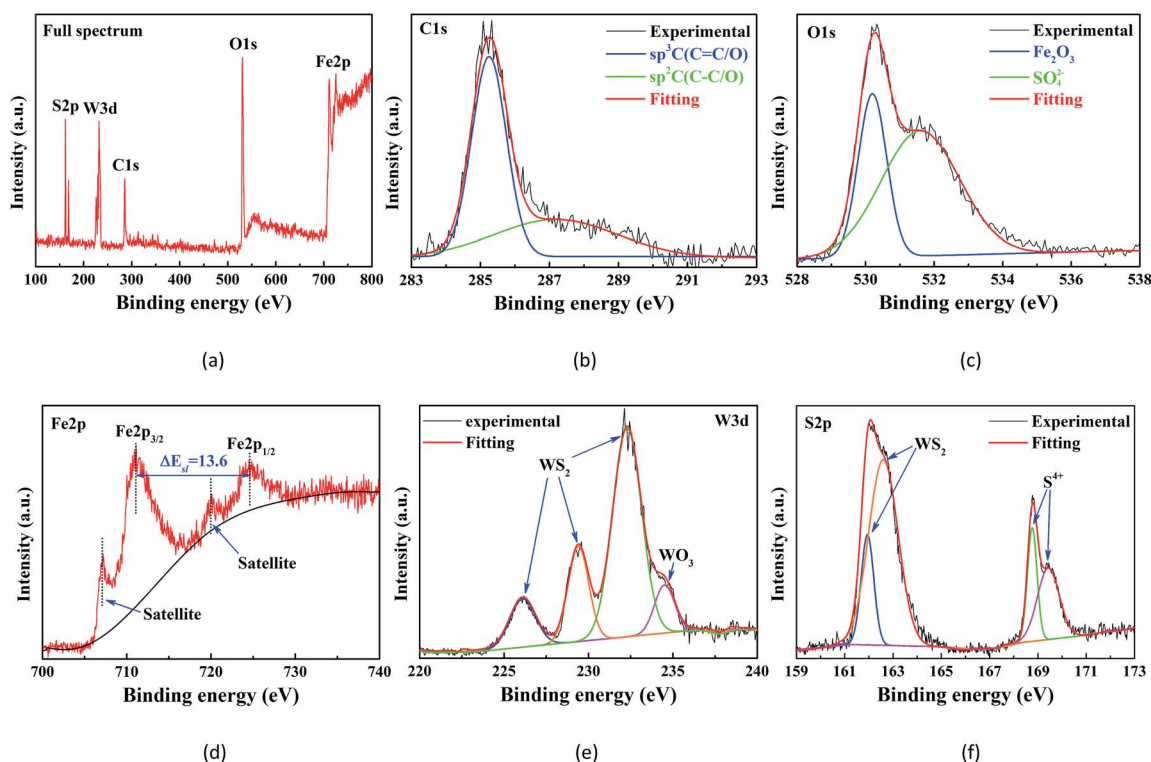 Full spectrum
S2p W3d
C1s
O1s
Fe2p
Intensity (a.u.)
100 200 300 400 500 600 700 800
Binding energy (eV)
(a)
C1s
Experimental
sp³C(C=C/O)
sp²C(C-C/O)
Fitting
Intensity (a.u.)
283 285 287 289 291 293
Binding energy (eV)
(b)
O1s
Experimental
Fe₂O₃
SO₄²⁻
Fitting
Intensity (a.u.)
528 530 532 534 536 538
Binding energy (eV)
(c)
Fe2p
Fe2p₃/₂
Fe2p₁/₂
ΔEₛₗ=13.6
Satellite
Satellite
Intensity (a.u.)
700 710 720 730 740
Binding energy (eV)
(d)
experimental
Fitting
W3d
WS₂
WO₃
Intensity (a.u.)
220 225 230 235 240
Binding energy (eV)
(e)
S2p
Experimental
Fitting
WS₂
S⁴⁺
Intensity (a.u.)
159 161 163 165 167 169 171 173
Binding energy (eV)
(f)